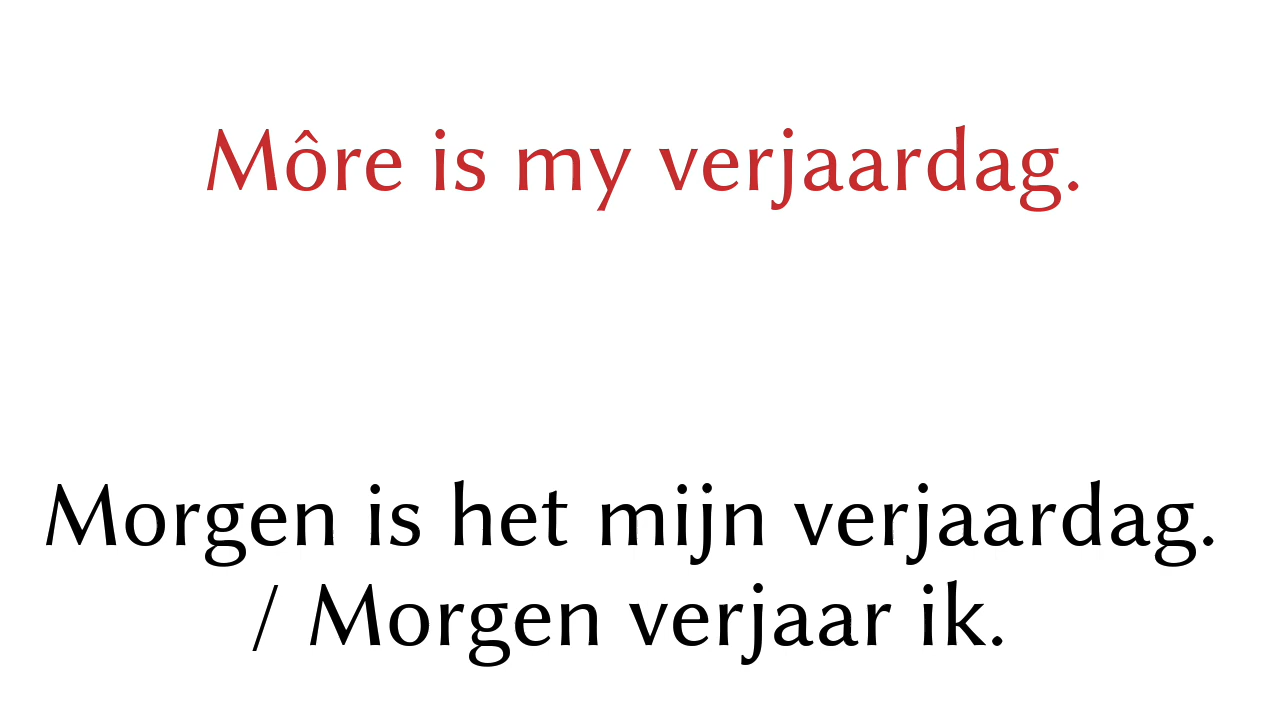 Môre is my verjaardag.
Morgen is het mijn verjaardag.
/ Morgen verjaar ik.